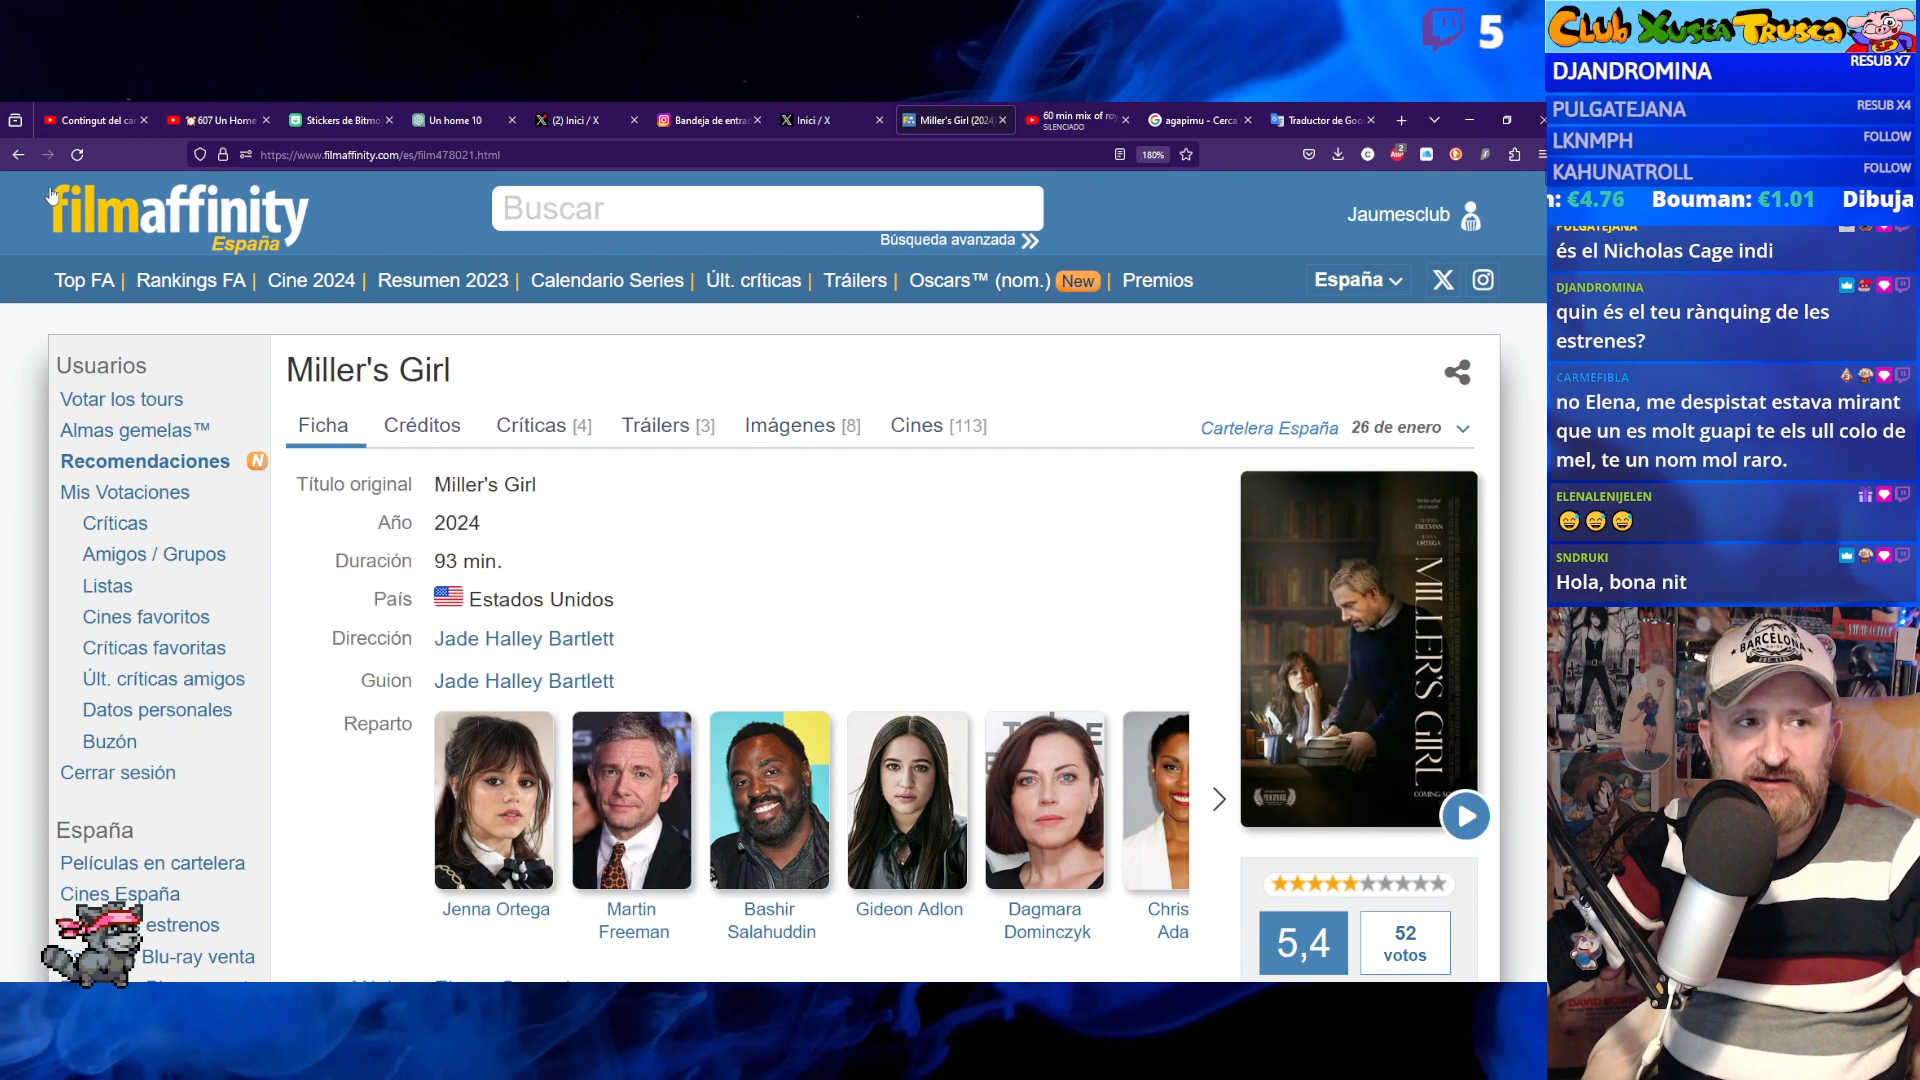 5
Club Xusca Trusca
DJANDROMINA RESUB X7
PULGATEJANA RESUB X4
LKNMPH FOLLOW
KAHUNATROLL FOLLOW
n: €4.76 Bouman: €1.01 Dibuja
PULGATEJANA
és el Nicholas Cage indi
DJANDROMINA
quin és el teu rànquing de les
estrenes?
CARMEFIBLA
no Elena, me despistat estava mirant
que un es molt guapi te els ull colo de
mel, te un nom mol raro.
ELENALENIJELEN
SNDRUKI
Hola, bona nit
Contingut del car
607 Un Home
Stickers de Bitmo
Un home 10
(2) Inici / X
Bandeja de entrad
Inici / X
Miller's Girl (2024
60 min mix of roy
SILENCIADO
agapimu - Cerca
Traductor de Goo
https://www.filmaffinity.com/es/film478021.html
180%
2
filmaffinity
España
Buscar
Búsqueda avanzada
Jaumesclub
Top FA | Rankings FA | Cine 2024 | Resumen 2023 | Calendario Series | Últ. críticas | Tráilers | Oscars™ (nom.) New | Premios
España
Usuarios
Votar los tours
Almas gemelas™
Recomendaciones N
Mis Votaciones
Críticas
Amigos / Grupos
Listas
Cines favoritos
Críticas favoritas
Últ. críticas amigos
Datos personales
Buzón
Cerrar sesión
España
Películas en cartelera
Cines España
estrenos
Blu-ray venta
Miller's Girl
Ficha
Créditos
Críticas [4]
Tráilers [3]
Imágenes [8]
Cines [113]
Cartelera España 26 de enero
Título original Miller's Girl
Año 2024
Duración 93 min.
País Estados Unidos
Dirección Jade Halley Bartlett
Guion Jade Halley Bartlett
Reparto
Jenna Ortega
Martin
Freeman
Bashir
Salahuddin
Gideon Adlon
Dagmara
Dominczyk
Chris
Ada
MARTIN
FREEMAN
JENNA
ORTEGA
MILLER'S GIRL
COMING
5,4
52
votos
BARCELONA